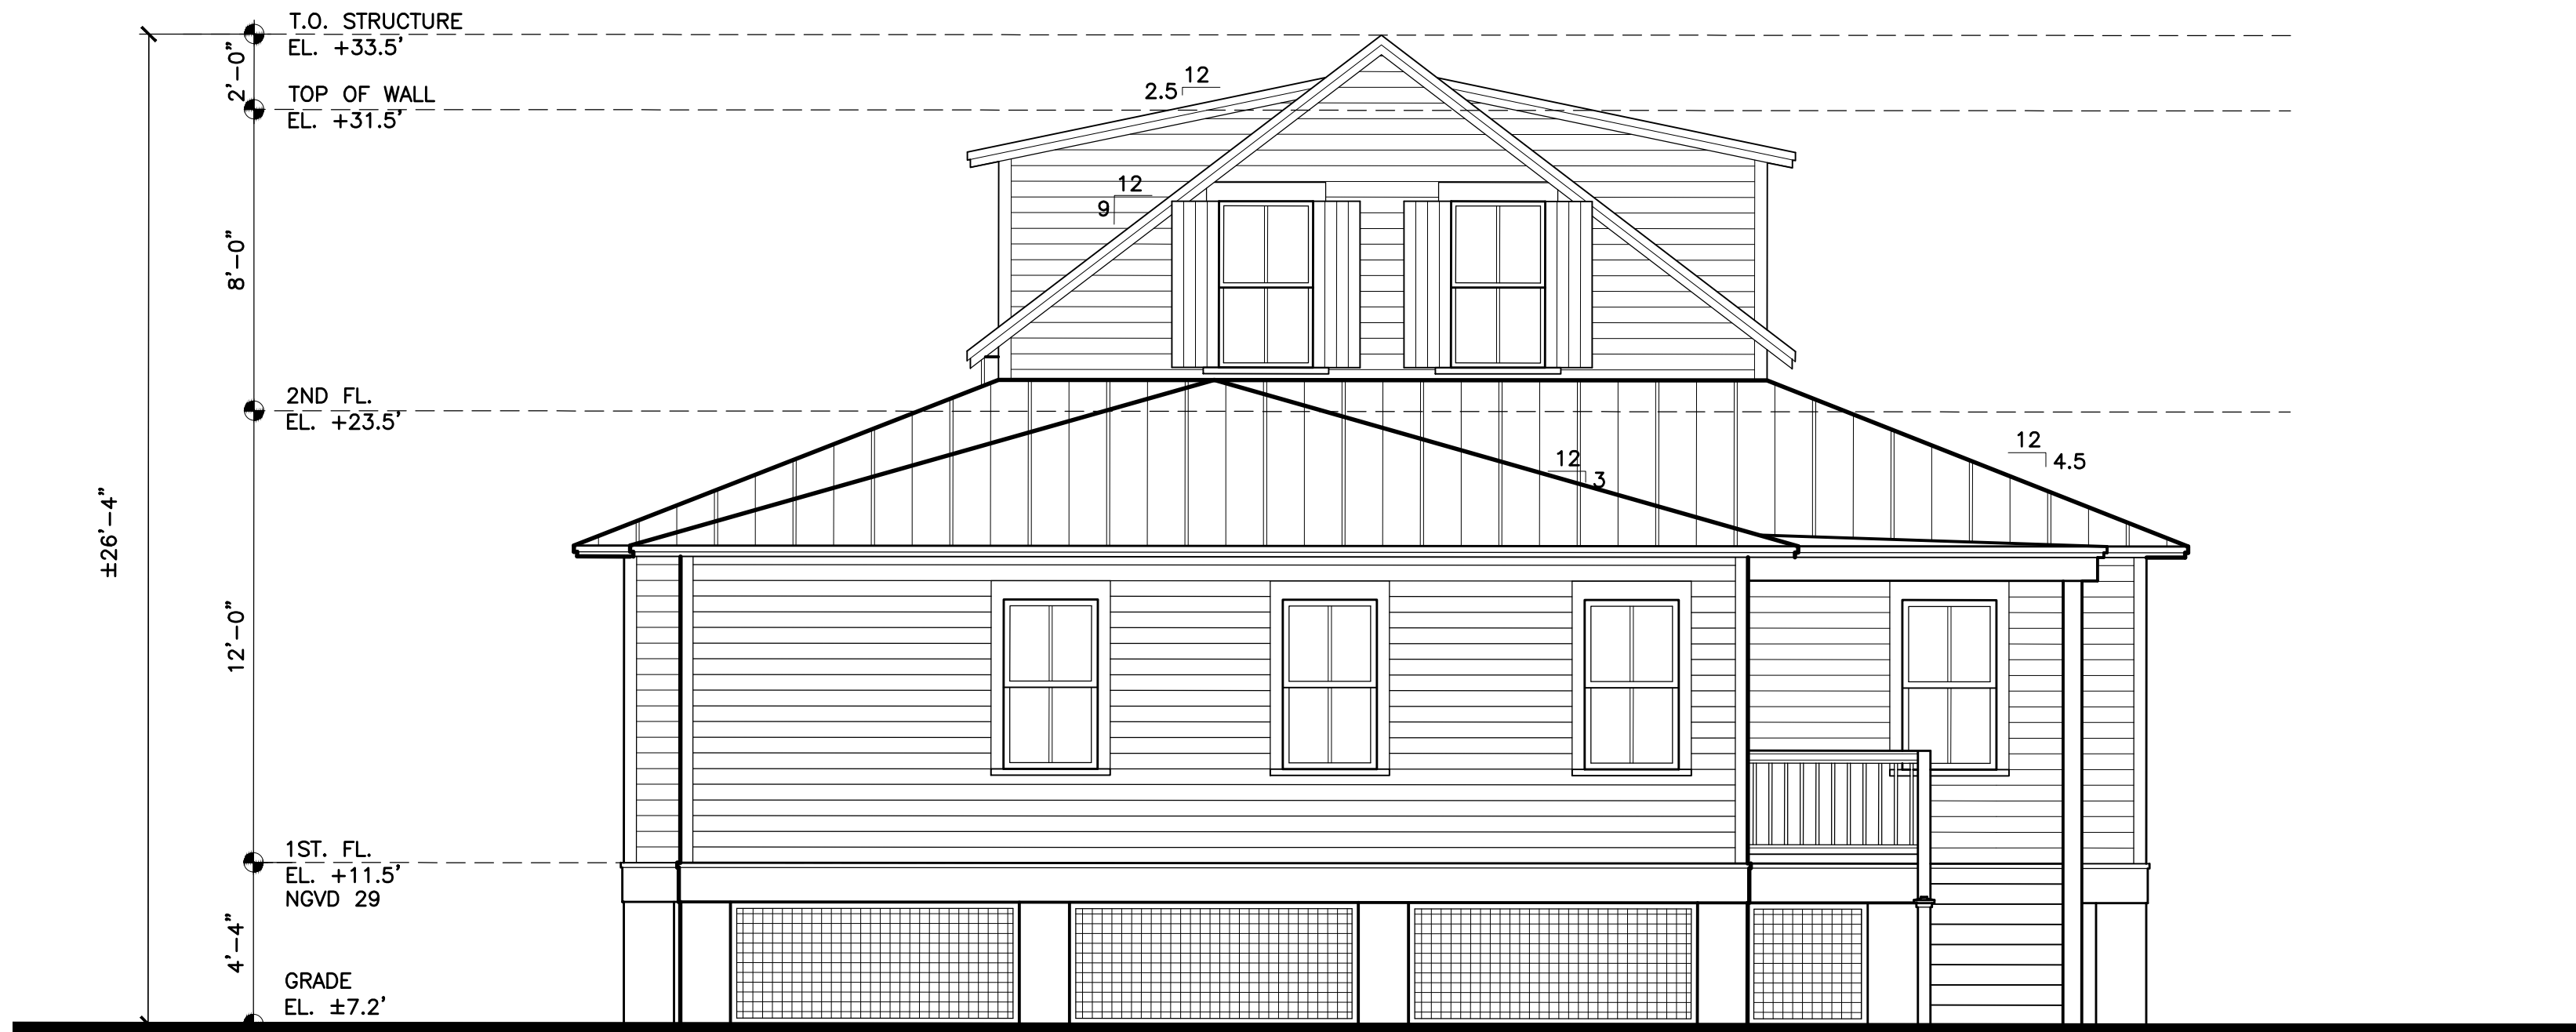 T.O. STRUCTURE
EL. +33.5'
2'-0"
TOP OF WALL
EL. +31.5'
12
2.5
12
9
8'-0"
2ND FL.
EL. +23.5'
12
4.5
12
3
±26'-4"
12'-0"
1ST. FL.
EL. +11.5'
NGVD 29
4'-4"
GRADE
EL. ±7.2'